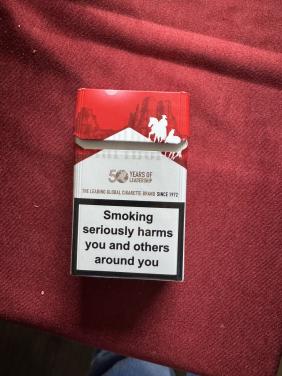 50 YEARS OF
LEADERSHIP
THE LEADING GLOBAL CIGARETTE BRAND SINCE 1972
Smoking
seriously harms
you and others
around you